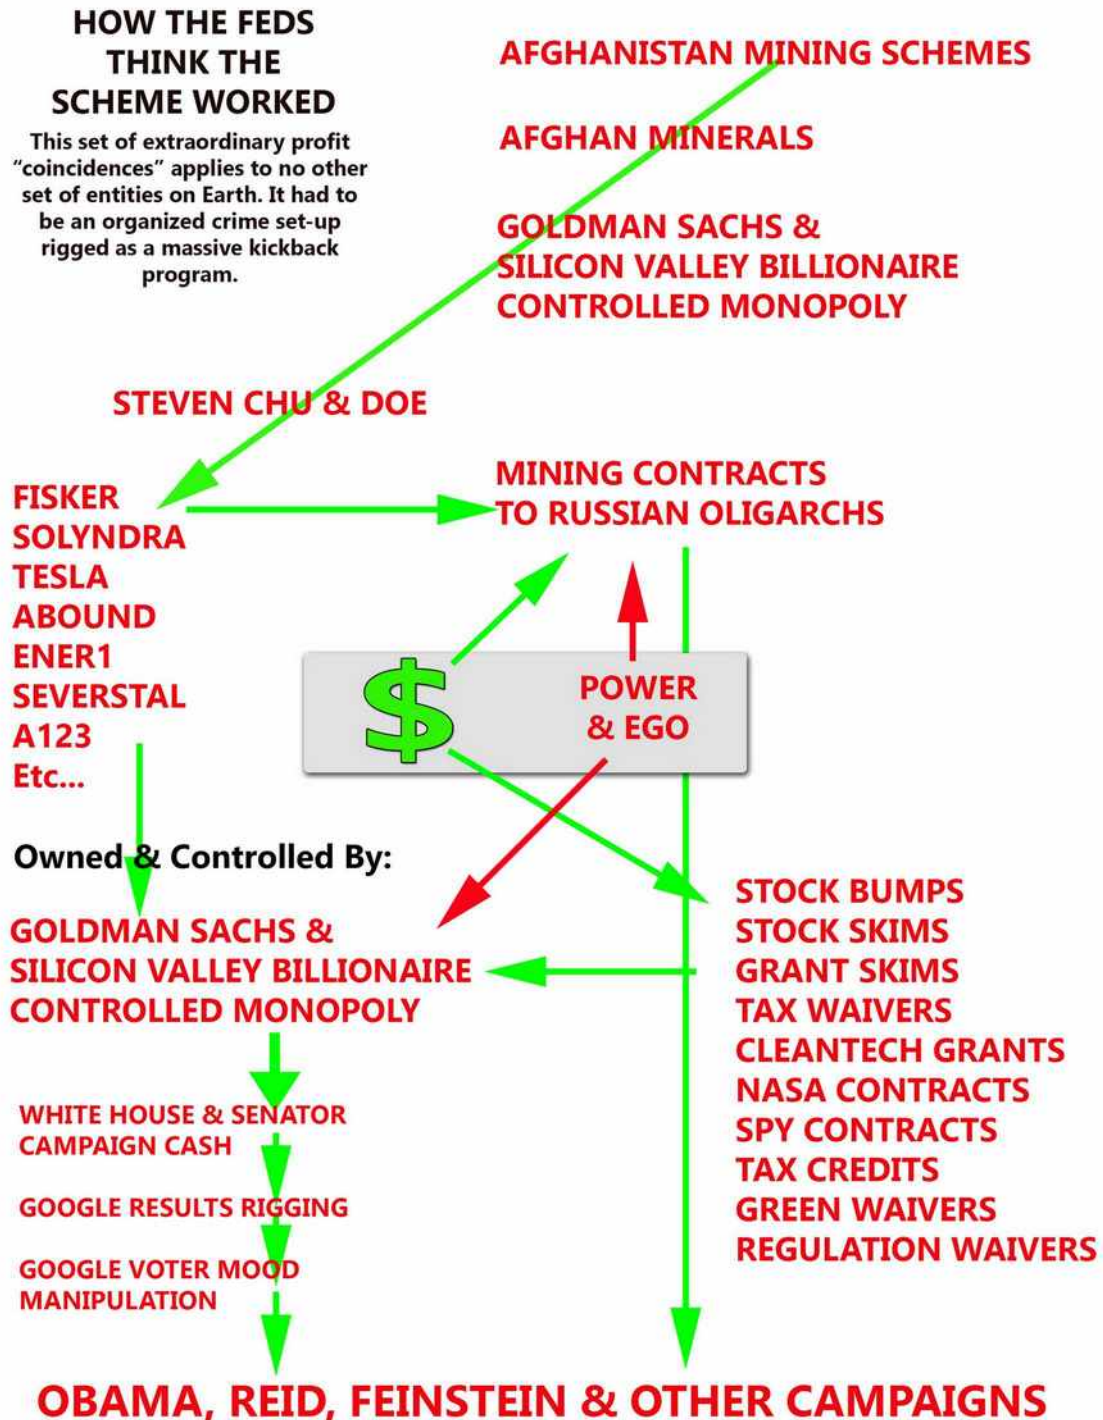 HOW THE FEDS
THINK THE
SCHEME WORKED
This set of extraordinary profit
“coincidences” applies to no other
set of entities on Earth. It had to
be an organized crime set-up
rigged as a massive kickback
program.
AFGHANISTAN MINING SCHEMES
AFGHAN MINERALS
GOLDMAN SACHS &
SILICON VALLEY BILLIONAIRE
CONTROLLED MONOPOLY
STEVEN CHU & DOE
FISKER
SOLYNDRA
TESLA
ABOUND
ENER1
SEVERSTAL
A123
Etc...
MINING CONTRACTS
TO RUSSIAN OLIGARCHS
$
POWER
& EGO
Owned & Controlled By:
GOLDMAN SACHS &
SILICON VALLEY BILLIONAIRE
CONTROLLED MONOPOLY
STOCK BUMPS
STOCK SKIMS
GRANT SKIMS
TAX WAIVERS
CLEANTECH GRANTS
NASA CONTRACTS
SPY CONTRACTS
TAX CREDITS
GREEN WAIVERS
REGULATION WAIVERS
WHITE HOUSE & SENATOR
CAMPAIGN CASH
GOOGLE RESULTS RIGGING
GOOGLE VOTER MOOD
MANIPULATION
OBAMA, REID, FEINSTEIN & OTHER CAMPAIGNS